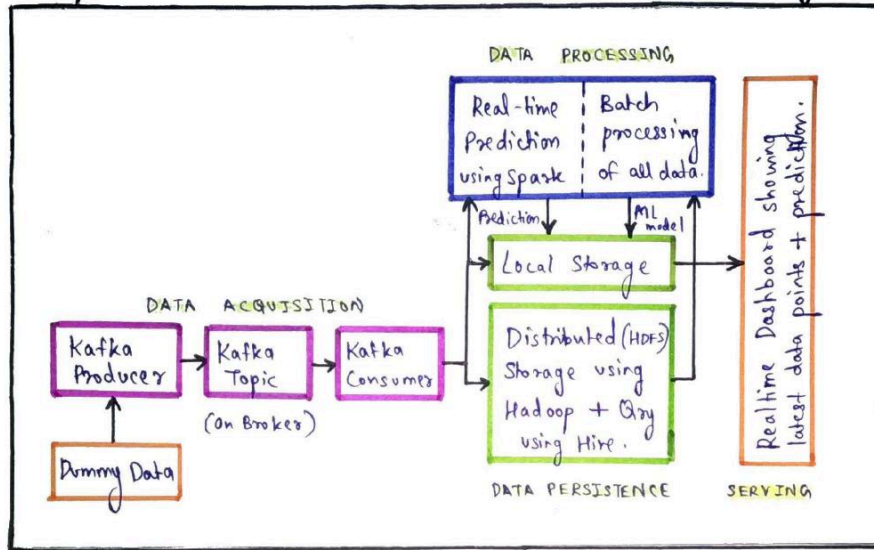 DATA PROCESSING
Real-time
Prediction
using Spark
Batch
processing
of all data.
Prediction
ML
model
Local Storage
DATA ACQUISITION
Kafka
Producer
Kafka
Topic
(On Broker)
Kafka
Consumer
Dummy Data
Distributed (HDFS)
Storage using
Hadoop + Qry
using Hive.
DATA PERSISTENCE
SERVING
Realtime Dashboard showing
latest data points + prediction.